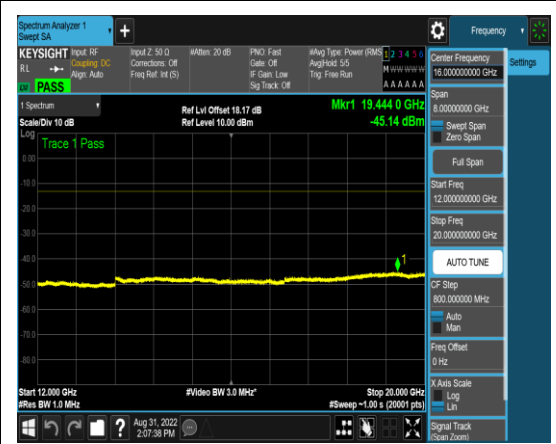 Spectrum Analyzer 1
Swept SA
+
Frequency
KEYSIGHT
Input: RF
Input Z: 50 Ω
#Atten: 20 dB
PNO: Fast
#Avg Type: Power (RMS
1 2 3 4 5 6
R L
Coupling: DC
Corrections: Off
Gate: Off
Avg|Hold: 5/5
M W W W W W
Align: Auto
Freq Ref: Int (S)
IF Gain: Low
Trig: Free Run
PASS
Sig Track: Off
A A A A A A
1 Spectrum
Ref Lvl Offset 18.17 dB
Mkr1 19.444 0 GHz
Scale/Div 10 dB
Ref Level 10.00 dBm
-45.14 dBm
Log
Trace 1 Pass
0.00
-10.0
-20.0
-30.0
-40.0
1
-50.0
-60.0
-70.0
-80.0
Start 12.000 GHz
#Video BW 3.0 MHz*
Stop 20.000 GHz
#Res BW 1.0 MHz
#Sweep ~1.00 s (20001 pts)
Center Frequency
16.000000000 GHz
Settings
Span
8.00000000 GHz
Swept Span
Zero Span
Full Span
Start Freq
12.000000000 GHz
Stop Freq
20.000000000 GHz
AUTO TUNE
CF Step
800.000000 MHz
Auto
Man
Freq Offset
0 Hz
X Axis Scale
Log
Lin
Signal Track
(Span Zoom)
?
Aug 31, 2022
2:07:38 PM